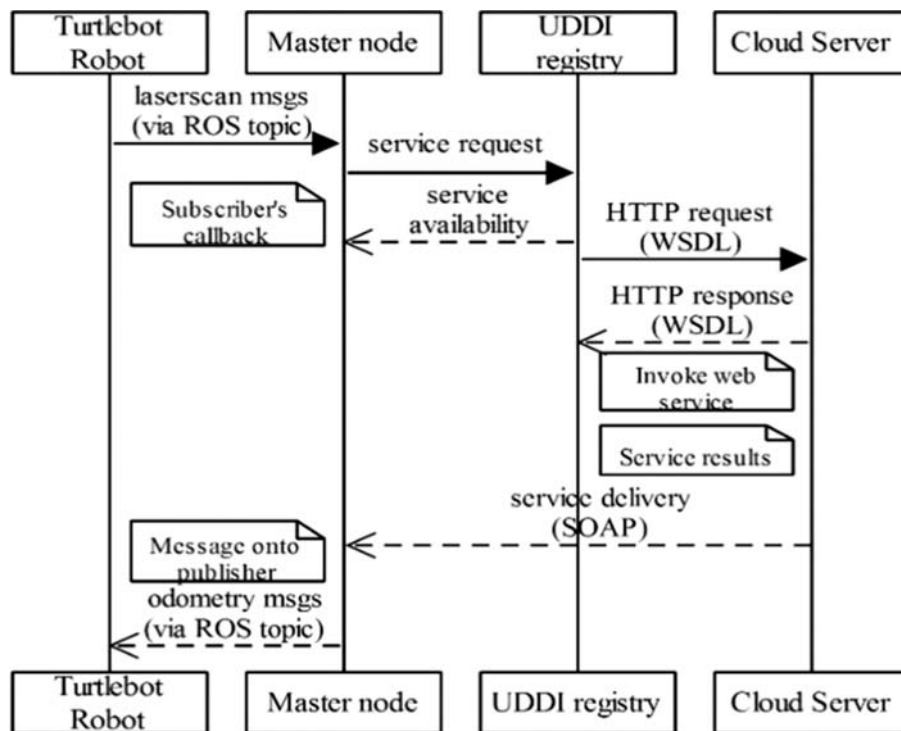 Turtlebot
Robot
Master node
UDDI
registry
Cloud Server
laserscan msgs
(via ROS topic)
service request
Subscriber's
callback
service
availability
HTTP request
(WSDL)
HTTP response
(WSDL)
Invoke web
service
Service results
service delivery
(SOAP)
Message onto
publisher
odometry msgs
(via ROS topic)
Turtlebot
Robot
Master node
UDDI registry
Cloud Server